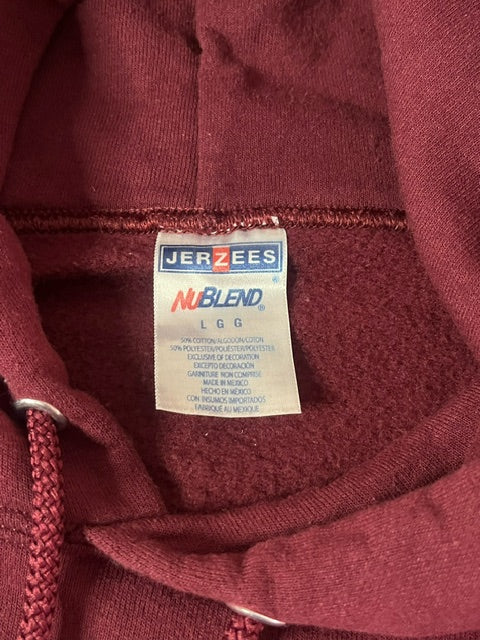 JERZEES
NUBLEND®
L G G
50% COTTON/ALGODÓN/COTON
50% POLYESTER/POLIÉSTER/POLYESTER
EXCLUSIVE OF DECORATION
EXCEPTO DECORACIÓN
GARNITURE NON COMPRISE
MADE IN MEXICO
HECHO EN MÉXICO
CON INSUMOS IMPORTADOS
FABRIQUÉ AU MEXIQUE